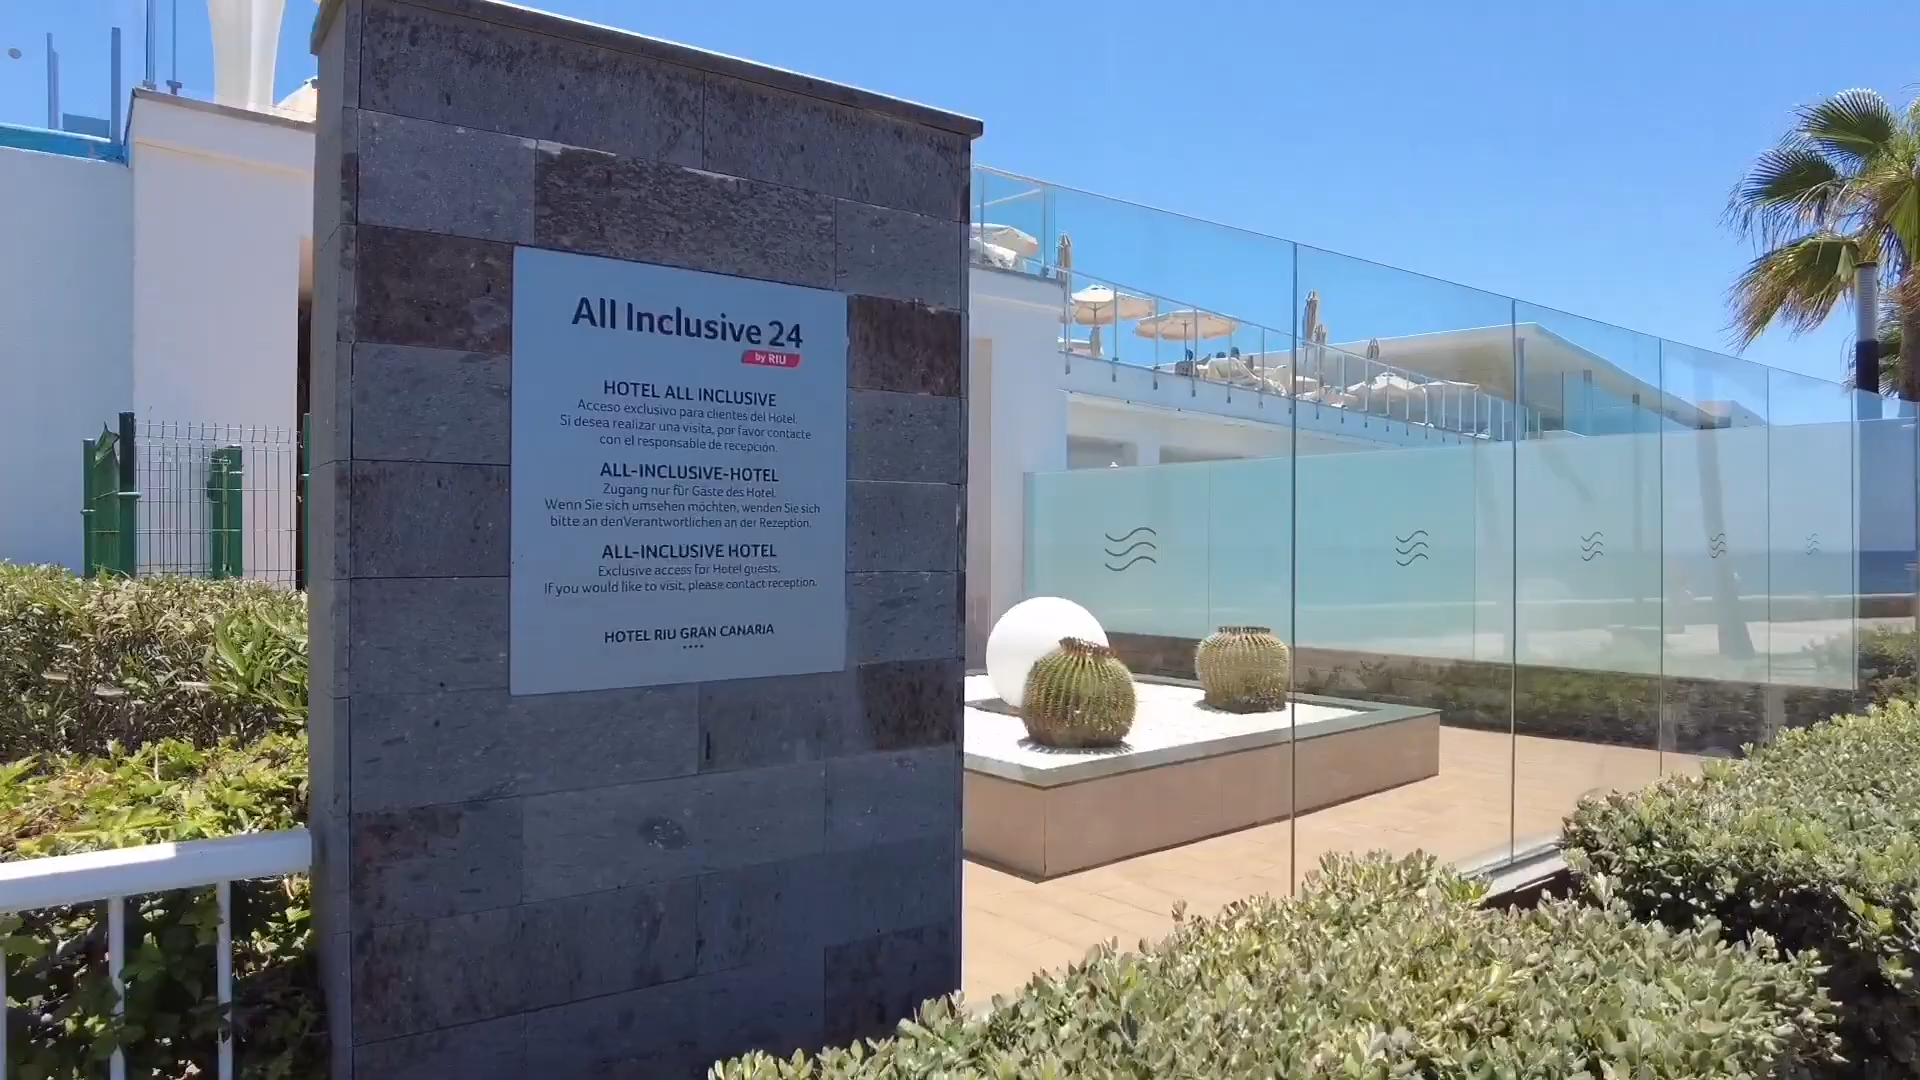 All Inclusive 24
by RIU
HOTEL ALL INCLUSIVE
Acceso exclusivo para clientes del Hotel.
Si desea realizar una visita, por favor contacte
con el responsable de recepción.
ALL-INCLUSIVE-HOTEL
Zugang nur für Gäste des Hotel.
Wenn Sie sich umsehen möchten, wenden Sie sich
bitte an denVerantwortlichen an der Rezeption.
ALL-INCLUSIVE HOTEL
Exclusive access for Hotel guests.
If you would like to visit, please contact reception.
HOTEL RIU GRAN CANARIA